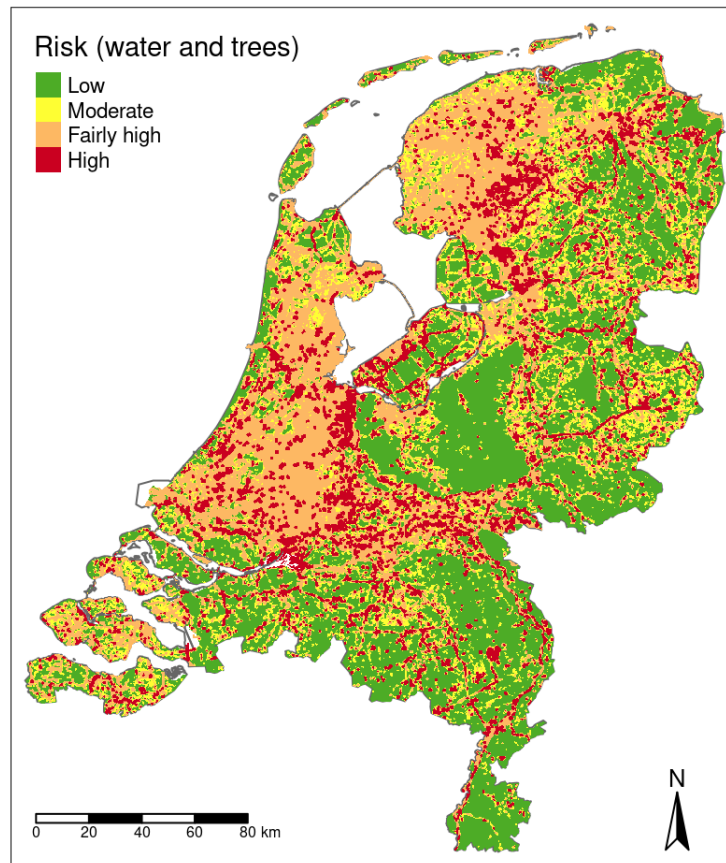 Risk (water and trees)
Low
Moderate
Fairly high
High
N
0 20 40 60 80 km